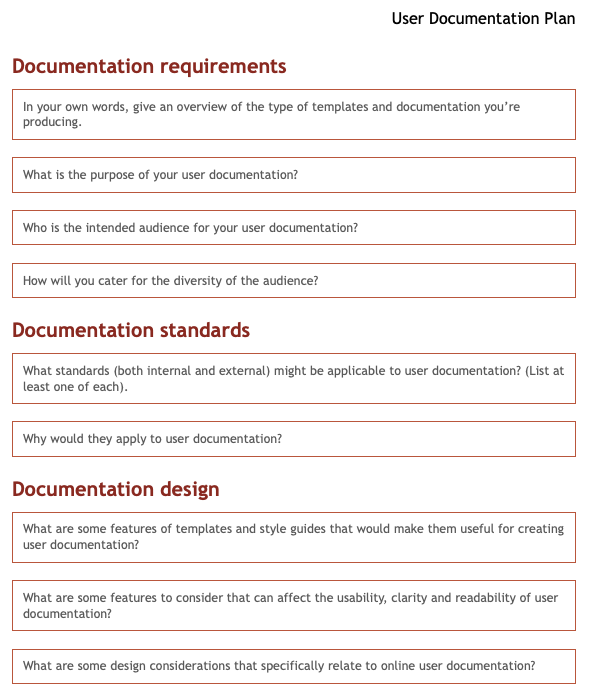 User Documentation Plan
Documentation requirements
In your own words, give an overview of the type of templates and documentation you’re
producing.
What is the purpose of your user documentation?
Who is the intended audience for your user documentation?
How will you cater for the diversity of the audience?
Documentation standards
What standards (both internal and external) might be applicable to user documentation? (List at
least one of each).
Why would they apply to user documentation?
Documentation design
What are some features of templates and style guides that would make them useful for creating
user documentation?
What are some features to consider that can affect the usability, clarity and readability of user
documentation?
What are some design considerations that specifically relate to online user documentation?